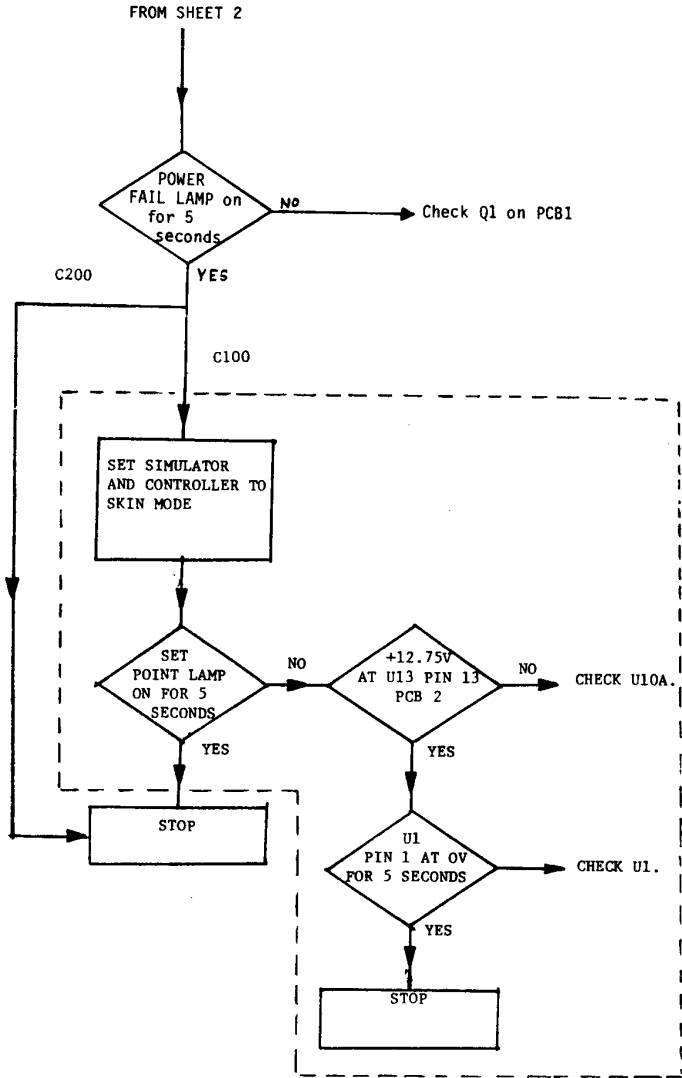 FROM SHEET 2
POWER
FAIL LAMP on
for 5
seconds
NO
Check Q1 on PCB1
YES
C200
C100
SET SIMULATOR
AND CONTROLLER TO
SKIN MODE
SET
POINT LAMP
ON FOR 5
SECONDS
NO
+12.75V
AT U13 PIN 13
PCB 2
NO
CHECK U10A.
YES
YES
STOP
U1
PIN 1 AT 0V
FOR 5 SECONDS
CHECK U1.
YES
STOP